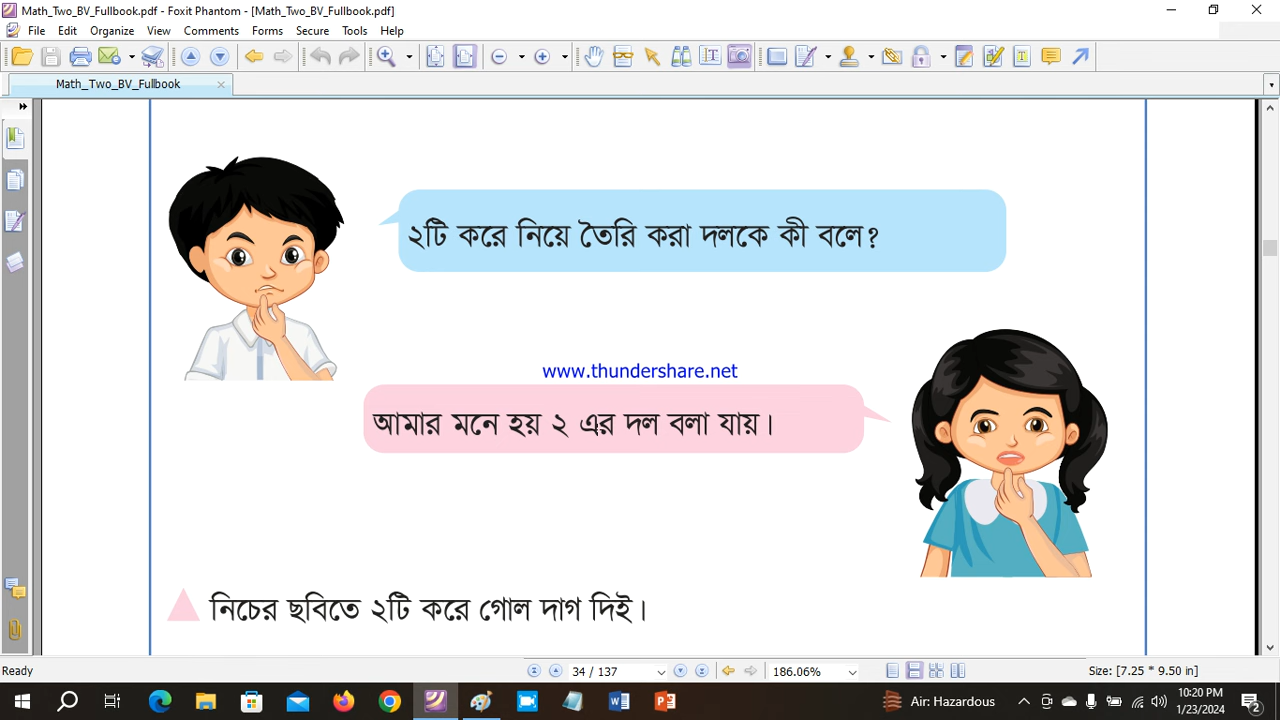 Math_Two_BV_Fullbook.pdf - Foxit Phantom - [Math_Two_BV_Fullbook.pdf]
File Edit Organize View Comments Forms Secure Tools Help
Math_Two_BV_Fullbook
২টি করে নিয়ে তৈরি করা দলকে কী বলে?
www.thundershare.net
আমার মনে হয় ২ এর দল বলা যায়।
নিচের ছবিতে ২টি করে গোল দাগ দিই।
Ready 34 / 137 186.06% Size: [7.25 * 9.50 in]
Air: Hazardous
10:20 PM
1/23/2024
2